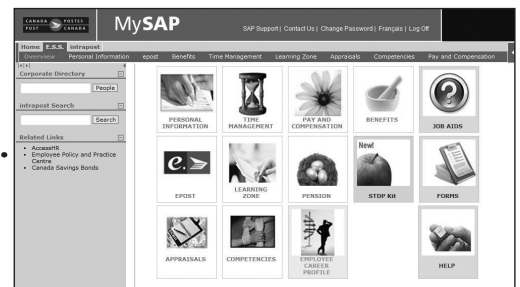 CANADA POSTES
POST CANADA
MySAP
SAP Support | Contact Us | Change Password | Français | Log Off
Home E.S.S. intrapost
Overview Personal Information epost Benefits Time Management Learning Zone Appraisals Competencies Pay and Compensation
Corporate Directory
People
intrapost Search
Search
Related Links
• AccessHR
• Employee Policy and Practice
Centre
• Canada Savings Bonds
PERSONAL
INFORMATION
TIME
MANAGEMENT
PAY AND
COMPENSATION
BENEFITS
JOB AIDS
e.
EPOST
LEARNING
ZONE
PENSION
New!
STDP Kit
FORMS
APPRAISALS
COMPETENCIES
EMPLOYEE
CAREER
PROFILE
HELP